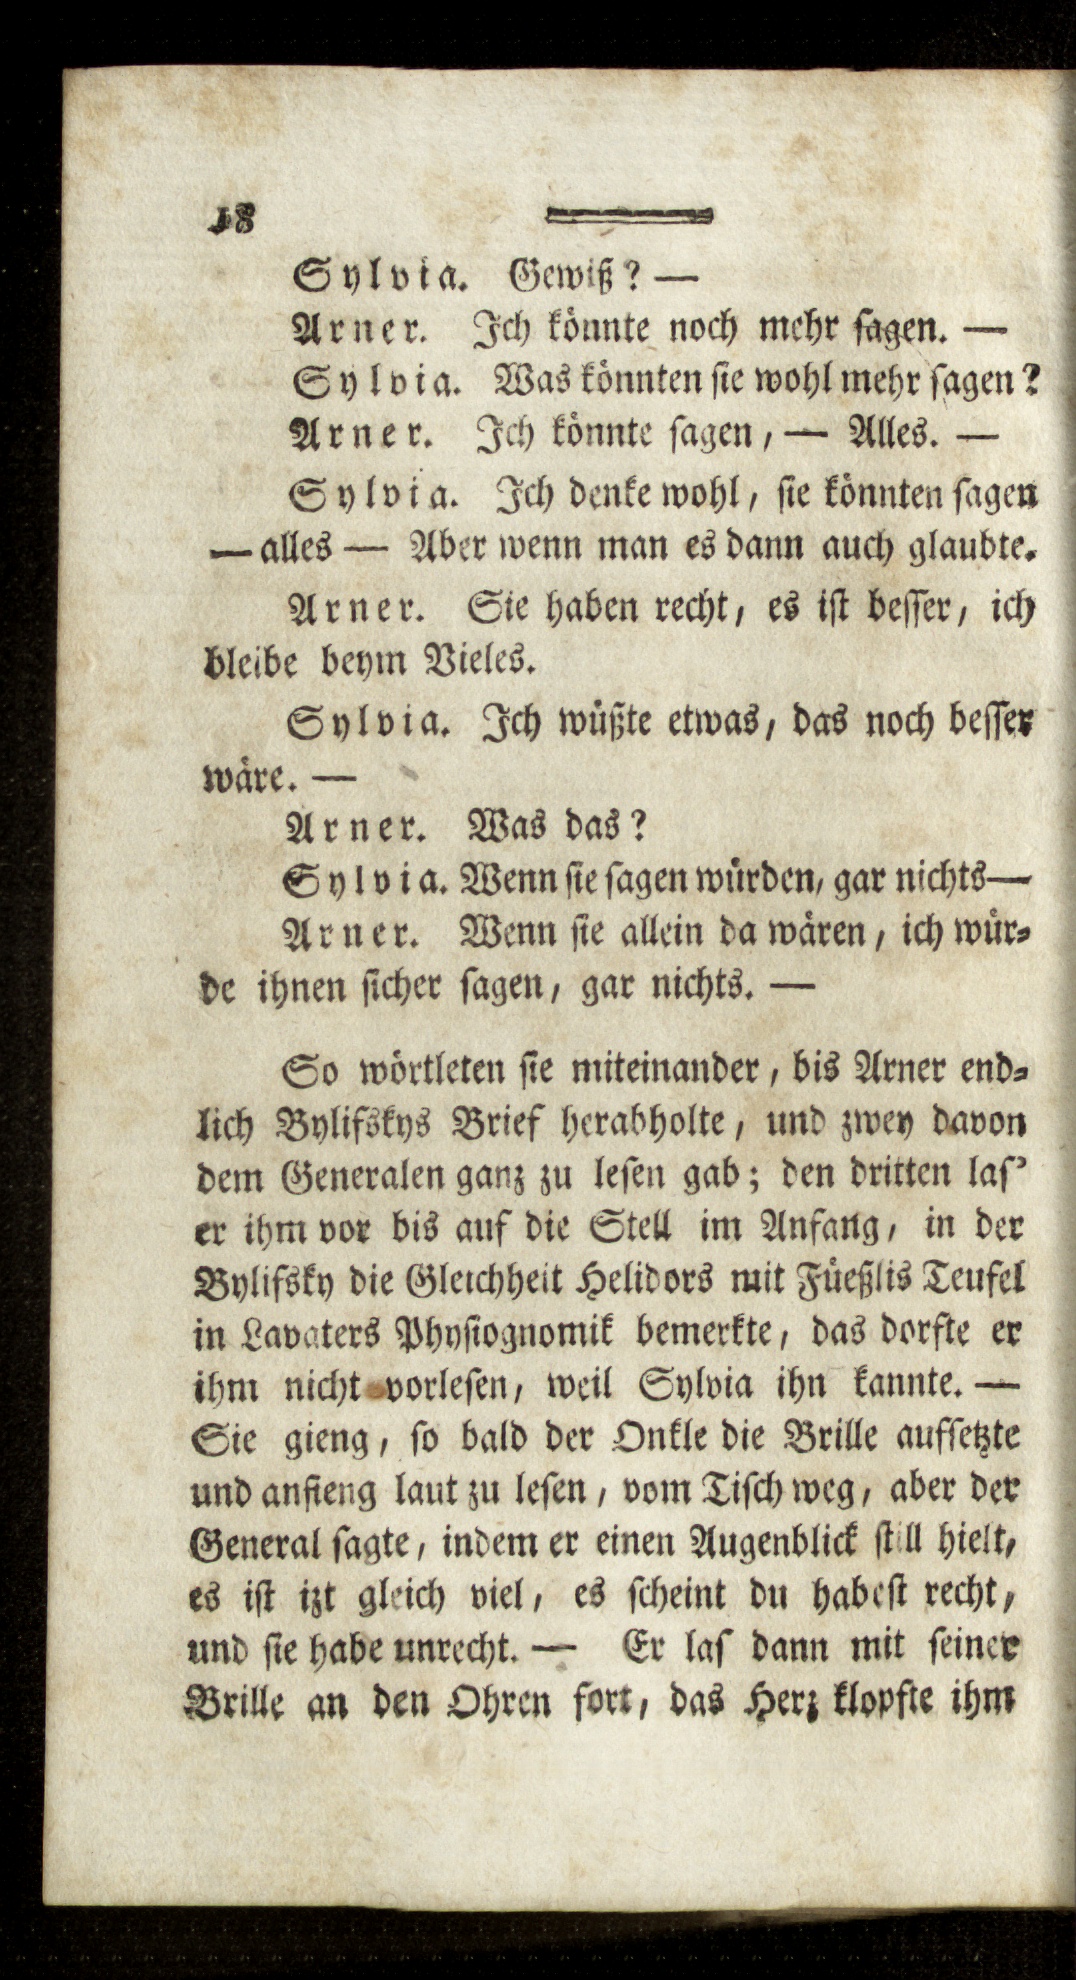 18
Sylvia. Gewiß? —
Arner. Ich könnte noch mehr sagen. —
Sylvia. Was könnten sie wohl mehr sagen?
Arner. Ich könnte sagen, — Alles. —
Sylvia. Ich denke wohl, sie könnten sagen
— alles — Aber wenn man es dann auch glaubte.
Arner. Sie haben recht, es ist besser, ich
bleibe beym Vieles.
Sylvia. Ich wüßte etwas, das noch besser
wäre. —
Arner. Was das?
Sylvia. Wenn sie sagen würden, gar nichts—
Arner. Wenn sie allein da wären, ich wür-
de ihnen sicher sagen, gar nichts. —
So wörtleten sie miteinander, bis Arner end-
lich Bylifskys Brief herabholte, und zwey davon
dem Generalen ganz zu lesen gab; den dritten las'
er ihm vor bis auf die Stell im Anfang, in der
Bylifsky die Gleichheit Helidors mit Füeßlis Teufel
in Lavaters Physiognomik bemerkte, das dorfte er
ihm nicht vorlesen, weil Sylvia ihn kannte. —
Sie gieng, so bald der Onkle die Brille aufsetzte
und anfieng laut zu lesen, vom Tisch weg, aber der
General sagte, indem er einen Augenblick still hielt,
es ist izt gleich viel, es scheint du habest recht,
und sie habe unrecht. — Er las dann mit seiner
Brille an den Ohren fort, das Herz klopfte ihm